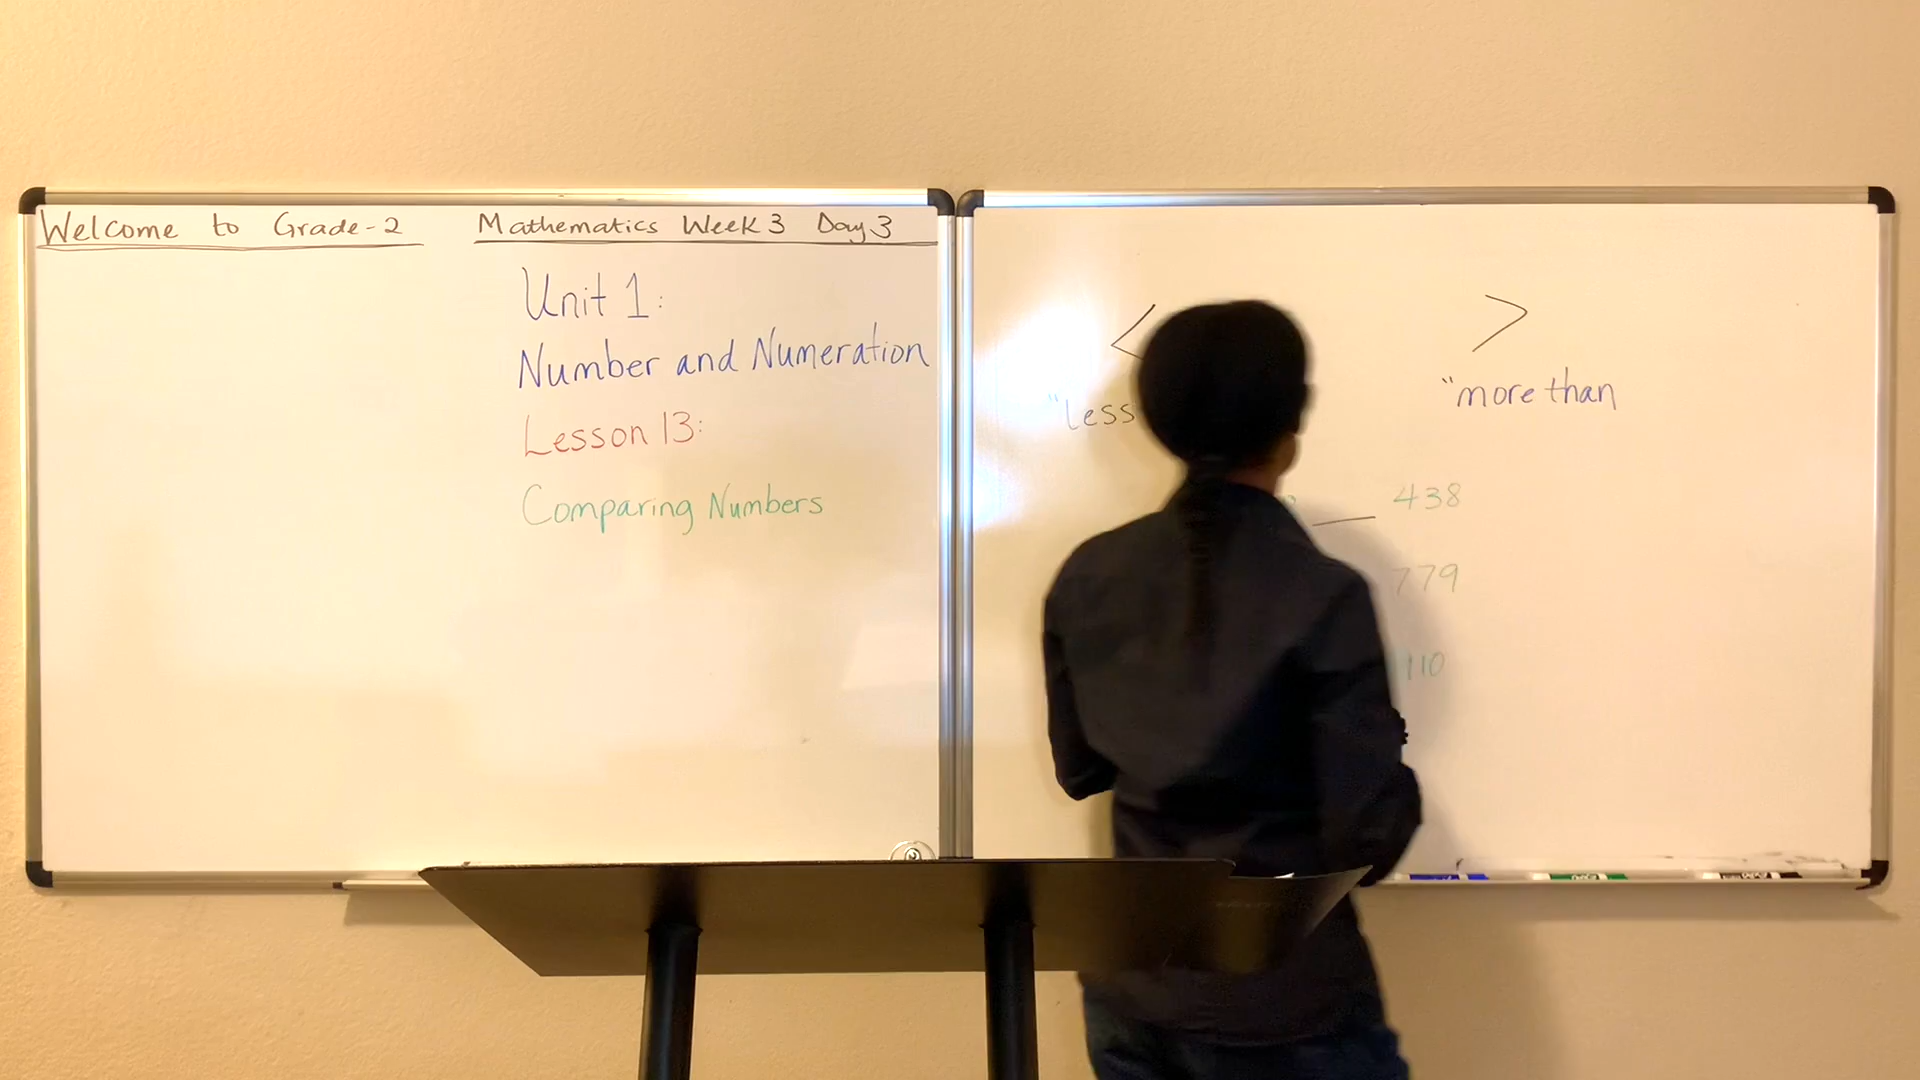 Welcome to Grade-2 Mathematics Week 3 Day 3
Unit 1:
Number and Numeration
Lesson 13:
Comparing Numbers
< >
"less "more than
438
779
110